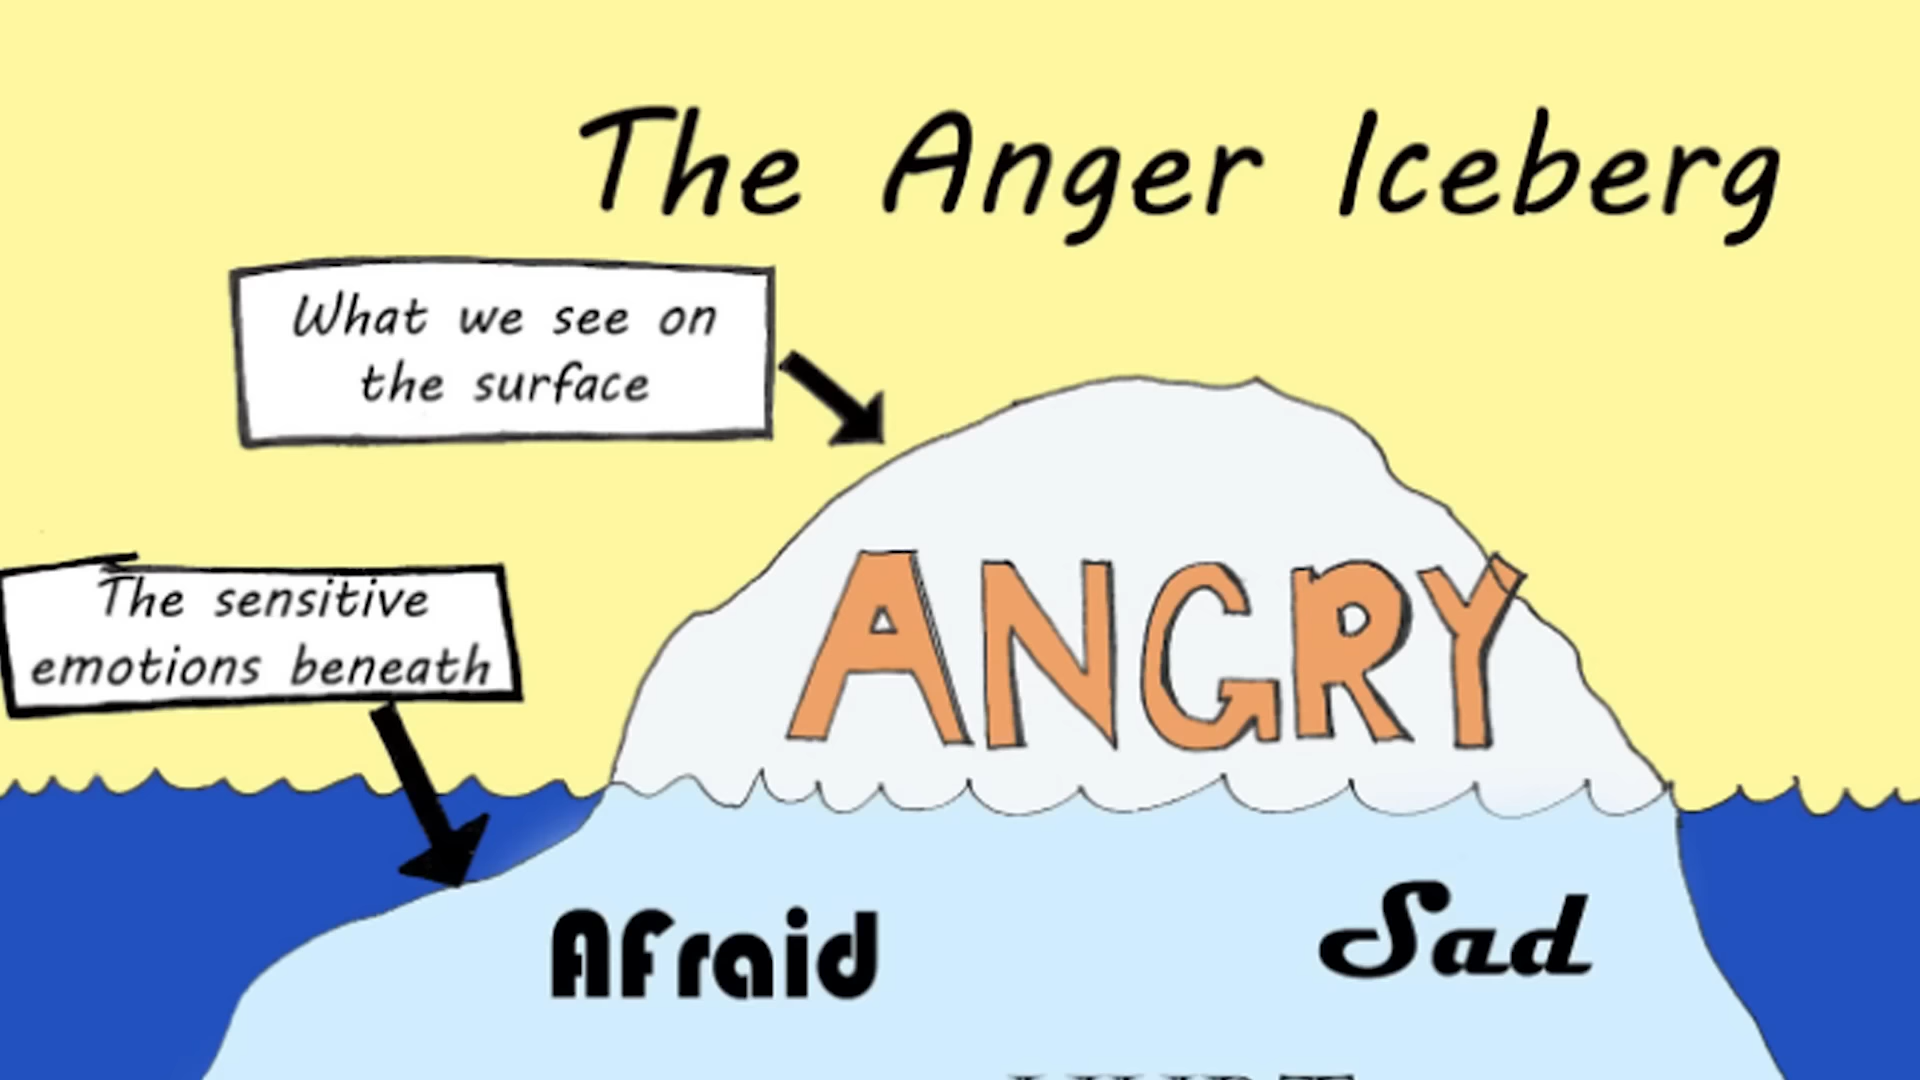 The Anger Iceberg
What we see on
the surface
ANGRY
The sensitive
emotions beneath
Afraid
Sad